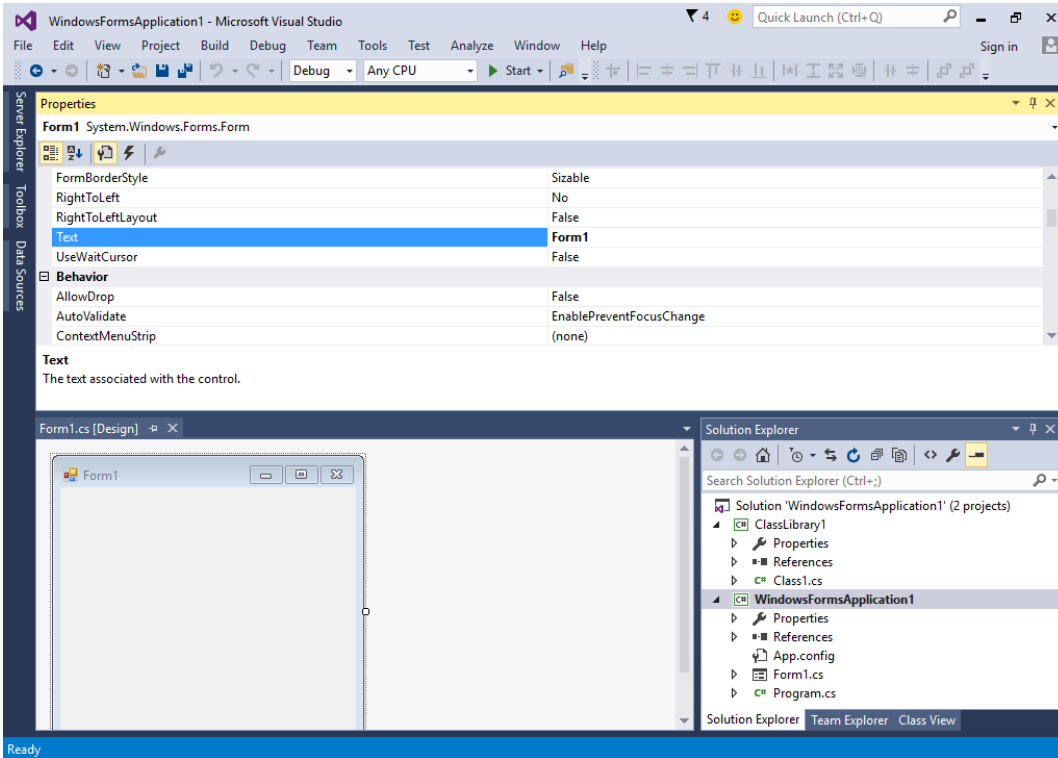 WindowsFormsApplication1 - Microsoft Visual Studio
4
Quick Launch (Ctrl+Q)
File Edit View Project Build Debug Team Tools Test Analyze Window Help
Sign in
Debug
Any CPU
Start
Server Explorer
Toolbox
Data Sources
Properties
Form1 System.Windows.Forms.Form
FormBorderStyle Sizable
RightToLeft No
RightToLeftLayout False
Text Form1
UseWaitCursor False
Behavior
AllowDrop False
AutoValidate EnablePreventFocusChange
ContextMenuStrip (none)
Text
The text associated with the control.
Form1.cs [Design]
Form1
Solution Explorer
Search Solution Explorer (Ctrl+;)
Solution 'WindowsFormsApplication1' (2 projects)
C# ClassLibrary1
Properties
References
C# Class1.cs
C# WindowsFormsApplication1
Properties
References
App.config
Form1.cs
C# Program.cs
Solution Explorer Team Explorer Class View
Ready